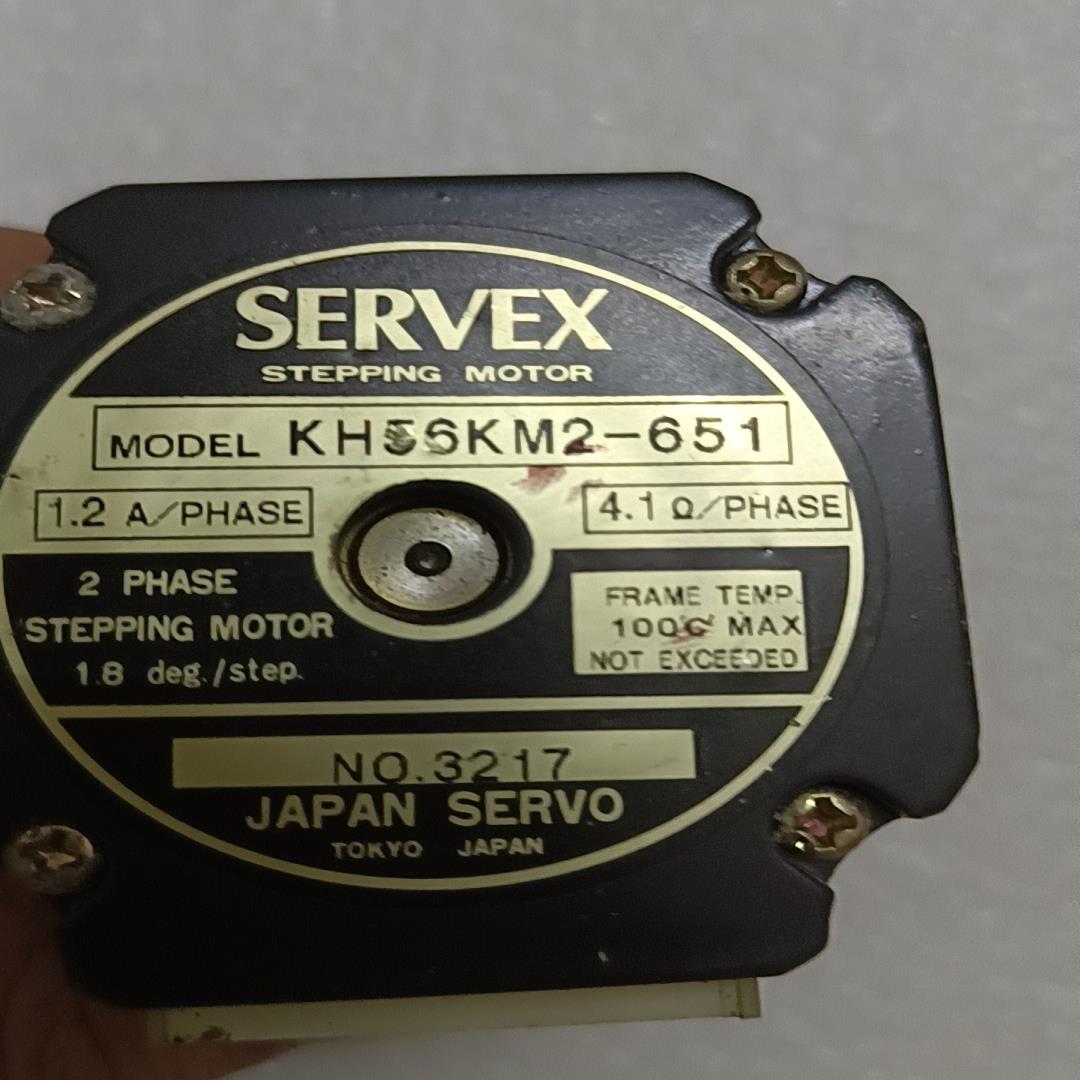 SERVEX
STEPPING MOTOR
MODEL KH56KM2-651
1.2 A/PHASE
4.1 Ω/PHASE
2 PHASE
STEPPING MOTOR
1.8 deg./step.
FRAME TEMP.
100°C MAX
NOT EXCEEDED
NO.3217
JAPAN SERVO
TOKYO JAPAN